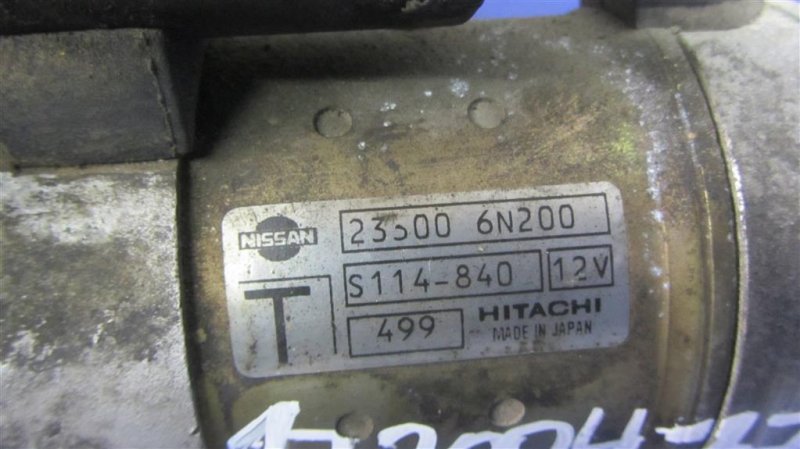 NISSAN 23300 6N200
T S114-840 12V
499 HITACHI
MADE IN JAPAN